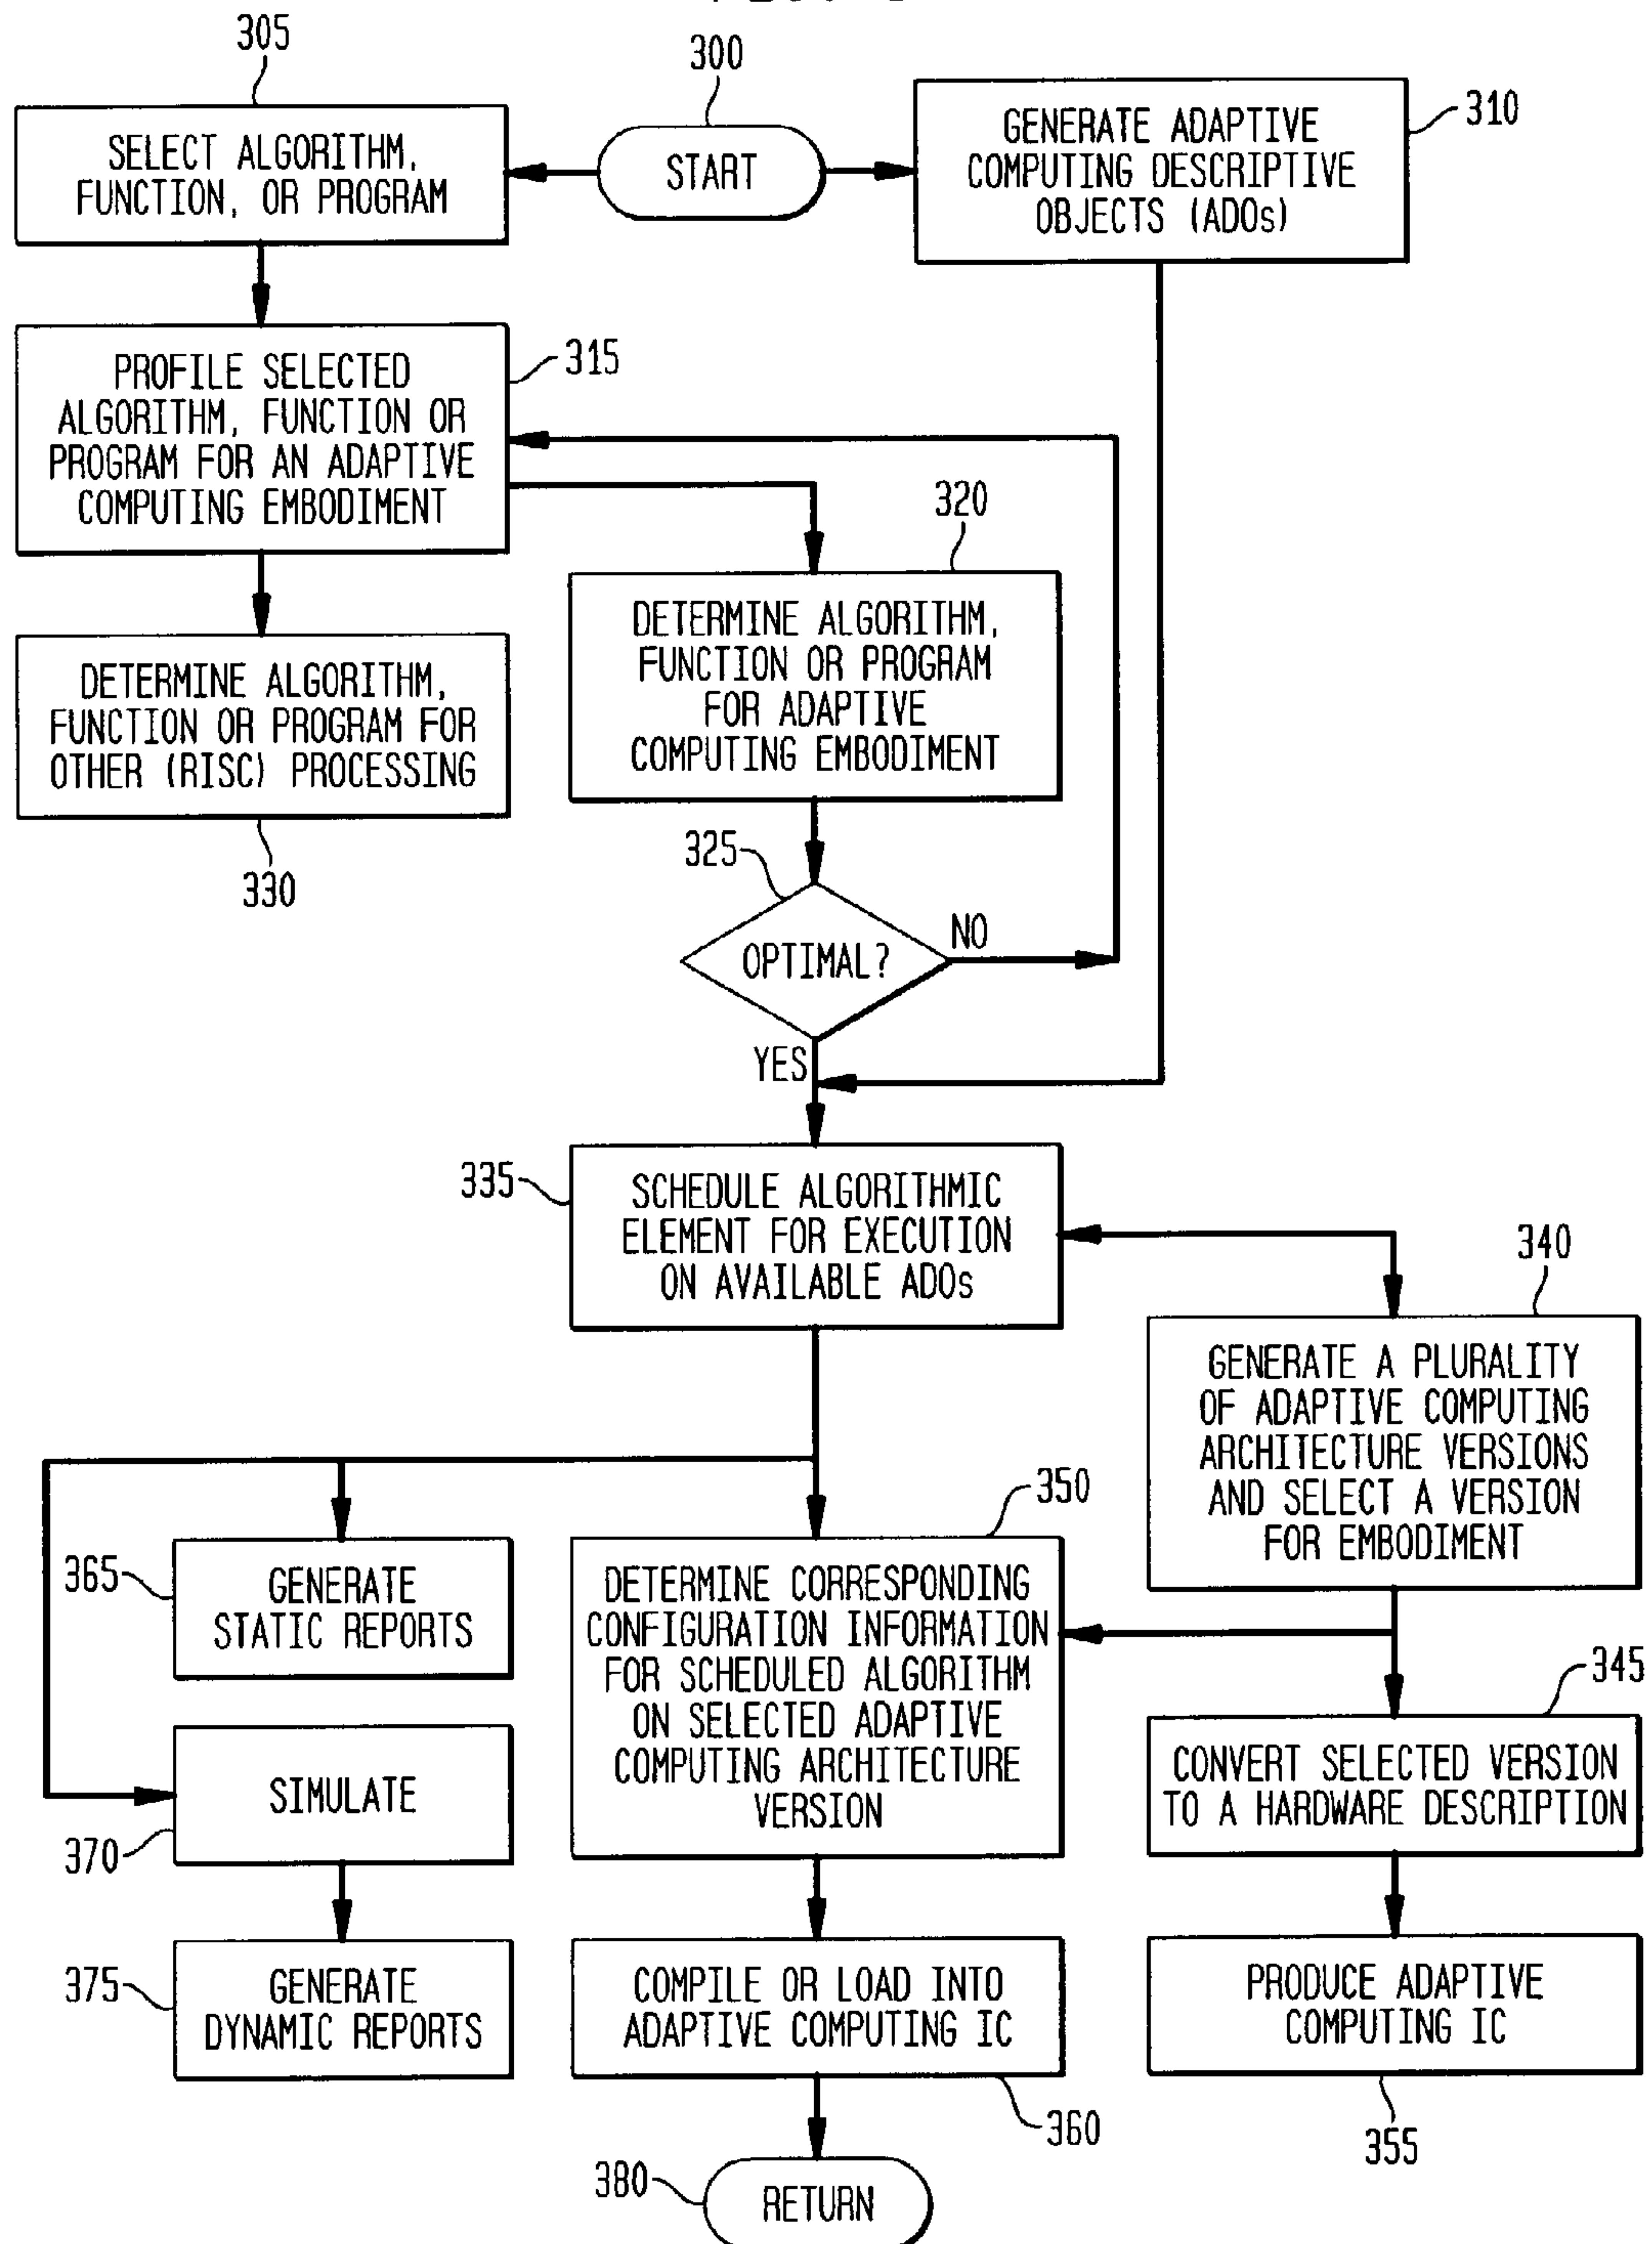 305
300
310
SELECT ALGORITHM,
FUNCTION, OR PROGRAM
START
GENERATE ADAPTIVE
COMPUTING DESCRIPTIVE
OBJECTS (ADOs)
315
PROFILE SELECTED
ALGORITHM, FUNCTION OR
PROGRAM FOR AN ADAPTIVE
COMPUTING EMBODIMENT
320
DETERMINE ALGORITHM,
FUNCTION OR PROGRAM
FOR ADAPTIVE
COMPUTING EMBODIMENT
DETERMINE ALGORITHM,
FUNCTION OR PROGRAM FOR
OTHER (RISC) PROCESSING
330
325
OPTIMAL?
NO
YES
335
SCHEDULE ALGORITHMIC
ELEMENT FOR EXECUTION
ON AVAILABLE ADOs
340
GENERATE A PLURALITY
OF ADAPTIVE COMPUTING
ARCHITECTURE VERSIONS
AND SELECT A VERSION
FOR EMBODIMENT
350
365
GENERATE
STATIC REPORTS
DETERMINE CORRESPONDING
CONFIGURATION INFORMATION
FOR SCHEDULED ALGORITHM
ON SELECTED ADAPTIVE
COMPUTING ARCHITECTURE
VERSION
345
CONVERT SELECTED VERSION
TO A HARDWARE DESCRIPTION
SIMULATE
370
375
GENERATE
DYNAMIC REPORTS
COMPILE OR LOAD INTO
ADAPTIVE COMPUTING IC
360
PRODUCE ADAPTIVE
COMPUTING IC
355
380
RETURN